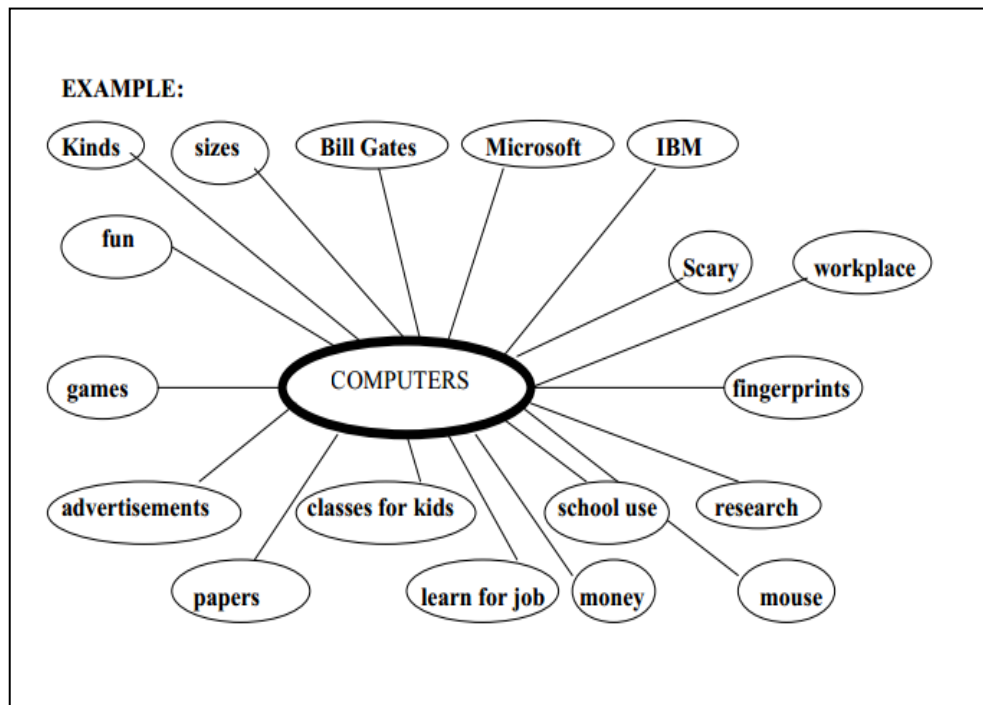 EXAMPLE:
Kinds
sizes
Bill Gates
Microsoft
IBM
fun
Scary
workplace
COMPUTERS
games
fingerprints
advertisements
classes for kids
school use
research
papers
learn for job
money
mouse